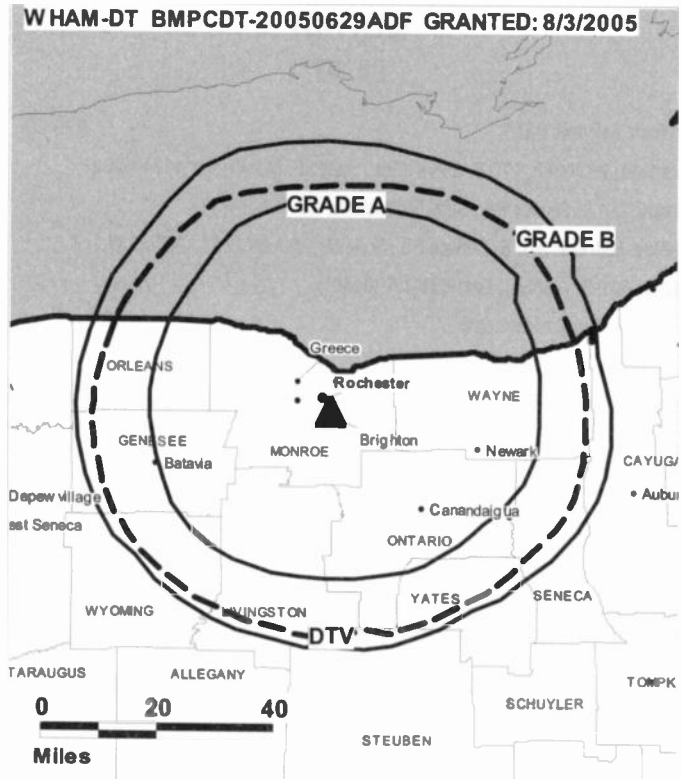 WHAM-DT BMPCDT-20050629ADF GRANTED: 8/3/2005
GRADE A
GRADE B
Greece
ORLEANS
Rochester
WAYNE
Brighton
GENESEE
MONROE
Newark
Batavia
CAYUGA
Depew village
Aubur
est Seneca
Canandaigua
ONTARIO
YATES
SENECA
WYOMING
LIVINGSTON
DTV
TARAUGUS
ALLEGANY
TOMPK
0 20 40
SCHUYLER
Miles
STEUBEN